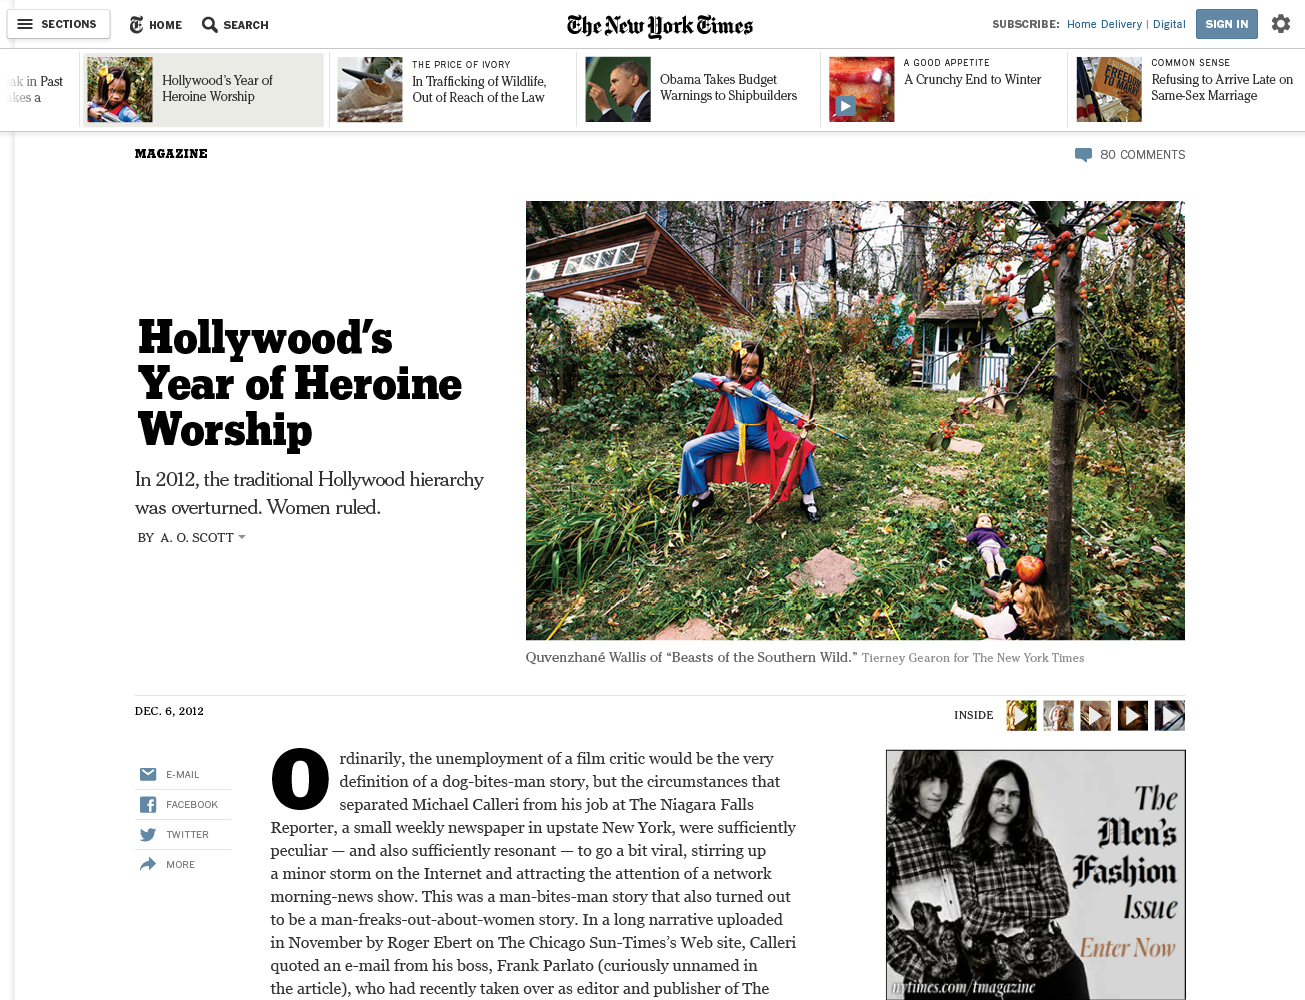 SECTIONS
HOME
SEARCH
The New York Times
SUBSCRIBE: Home Delivery | Digital
SIGN IN
in Past
a
Hollywood's Year of
Heroine Worship
THE PRICE OF IVORY
In Trafficking of Wildlife,
Out of Reach of the Law
Obama Takes Budget
Warnings to Shipbuilders
A GOOD APPETITE
A Crunchy End to Winter
FREEDOM
TO MARRY
COMMON SENSE
Refusing to Arrive Late on
Same-Sex Marriage
MAGAZINE
80 COMMENTS
Hollywood's
Year of Heroine
Worship
In 2012, the traditional Hollywood hierarchy
was overturned. Women ruled.
BY A. O. SCOTT
Quvenzhané Wallis of “Beasts of the Southern Wild.” Tierney Gearon for The New York Times
DEC. 6, 2012
INSIDE
E-MAIL
FACEBOOK
TWITTER
MORE
Ordinarily, the unemployment of a film critic would be the very
definition of a dog-bites-man story, but the circumstances that
separated Michael Calleri from his job at The Niagara Falls
Reporter, a small weekly newspaper in upstate New York, were sufficiently
peculiar — and also sufficiently resonant — to go a bit viral, stirring up
a minor storm on the Internet and attracting the attention of a network
morning-news show. This was a man-bites-man story that also turned out
to be a man-freaks-out-about-women story. In a long narrative uploaded
in November by Roger Ebert on The Chicago Sun-Times’s Web site, Calleri
quoted an e-mail from his boss, Frank Parlato (curiously unnamed in
the article), who had recently taken over as editor and publisher of The
The
Men's
Fashion
Issue
Enter Now
nytimes.com/tmagazine